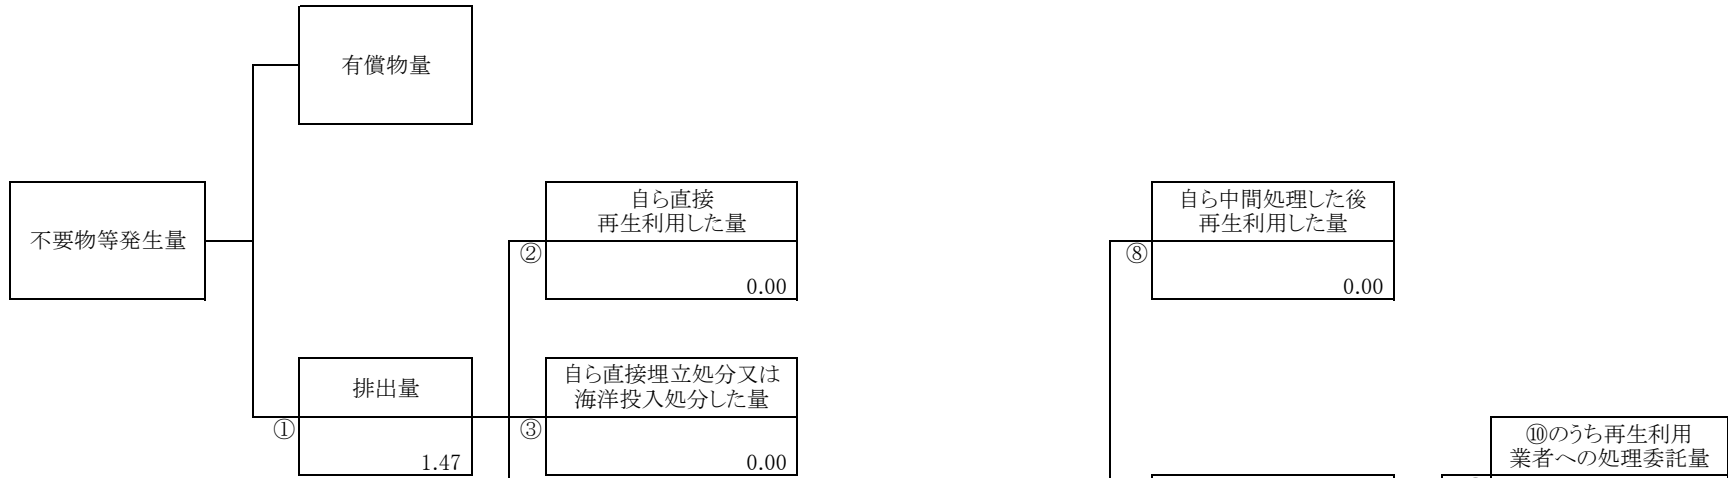 有償物量
不要物等発生量
自ら直接
再生利用した量
②
0.00
自ら中間処理した後
再生利用した量
⑧
0.00
排出量
①
1.47
自ら直接埋立処分又は
海洋投入処分した量
③
0.00
⑩のうち再生利用
業者への処理委託量